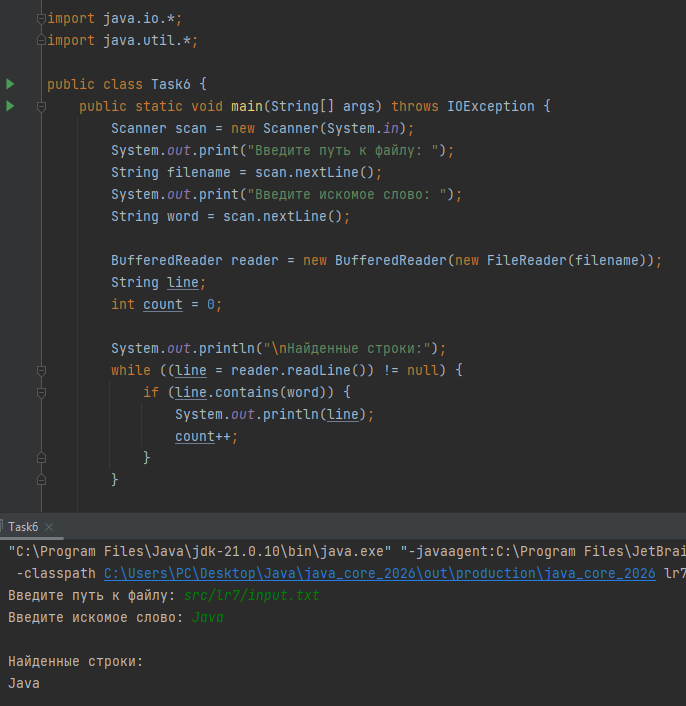 import java.io.*;
import java.util.*;
public class Task6 {
public static void main(String[] args) throws IOException {
Scanner scan = new Scanner(System.in);
System.out.print("Введите путь к файлу: ");
String filename = scan.nextLine();
System.out.print("Введите искомое слово: ");
String word = scan.nextLine();
BufferedReader reader = new BufferedReader(new FileReader(filename));
String line;
int count = 0;
System.out.println("\nНайденные строки:");
while ((line = reader.readLine()) != null) {
if (line.contains(word)) {
System.out.println(line);
count++;
}
}
Task6
"C:\Program Files\Java\jdk-21.0.10\bin\java.exe" "-javaagent:C:\Program Files\JetBrai
-classpath C:\Users\PC\Desktop\Java\java_core_2026\out\production\java_core_2026 lr7
Введите путь к файлу: src/lr7/input.txt
Введите искомое слово: Java
Найденные строки:
Java